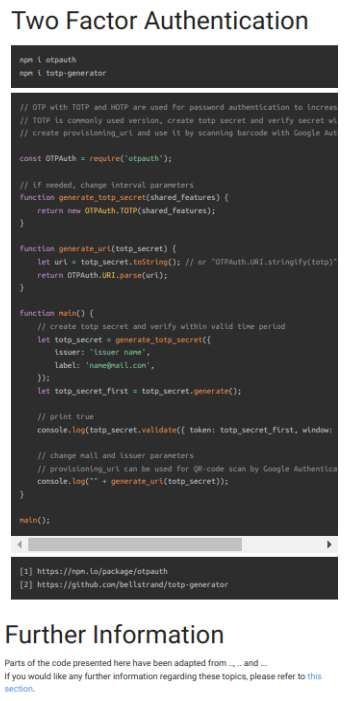 Two Factor Authentication
npm i otpauth
npm i totp-generator
// OTP with TOTP and HOTP are used for password authentication to increas
// TOTP is commonly used version, create totp secret and verify secret wi
// create provisioning_uri and use it by scanning barcode with Google Aut
const OTPAuth = require('otpauth');
// if needed, change interval parameters
function generate_totp_secret(shared_features) {
    return new OTPAuth.TOTP(shared_features);
}
function generate_uri(totp_secret) {
    let uri = totp_secret.toString(); // or "OTPAuth.URI.stringify(totp)"
    return OTPAuth.URI.parse(uri);
}
function main() {
    // create totp secret and verify within valid time period
    let totp_secret = generate_totp_secret({
        issuer: 'issuer name',
        label: 'name@mail.com',
    });
    let totp_secret_first = totp_secret.generate();
    // print true
    console.log(totp_secret.validate({ token: totp_secret_first, window:
    // change mail and issuer parameters
    // provisioning_uri can be used for QR-code scan by Google Authentica
    console.log("" + generate_uri(totp_secret));
}
main();
[1] https://npm.io/package/otpauth
[2] https://github.com/bellstrand/totp-generator
Further Information
Parts of the code presented here have been adapted from .., .. and ...
If you would like any further information regarding these topics, please refer to this
section.